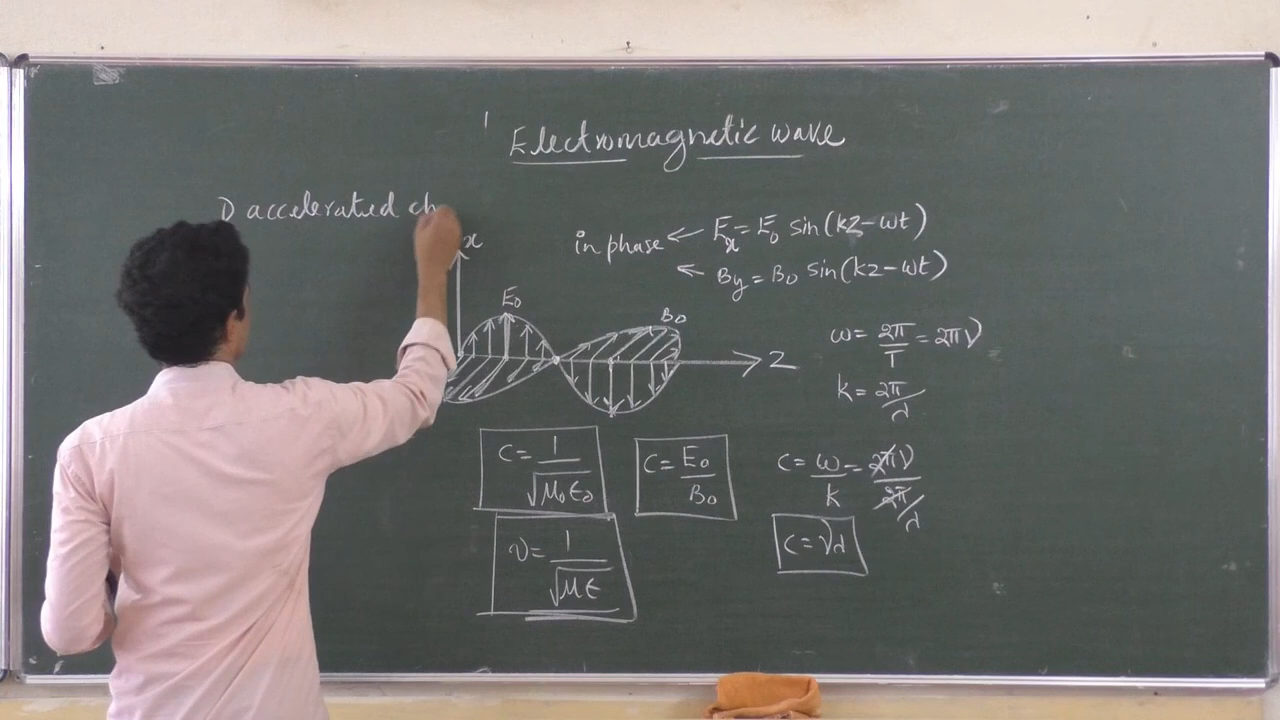 Electromagnetic wave
1) accelerated ch
x
in phase ← Eₓ = E₀ sin(kz - ωt)
← By = B₀ sin(kz - ωt)
E₀
B₀
Z
ω = 2π/T = 2πν
k = 2π/λ
C = 1/√μ₀ε₀
C = E₀/B₀
C = ω/k = 2πν/2π/λ
C = νλ
v = 1/√με